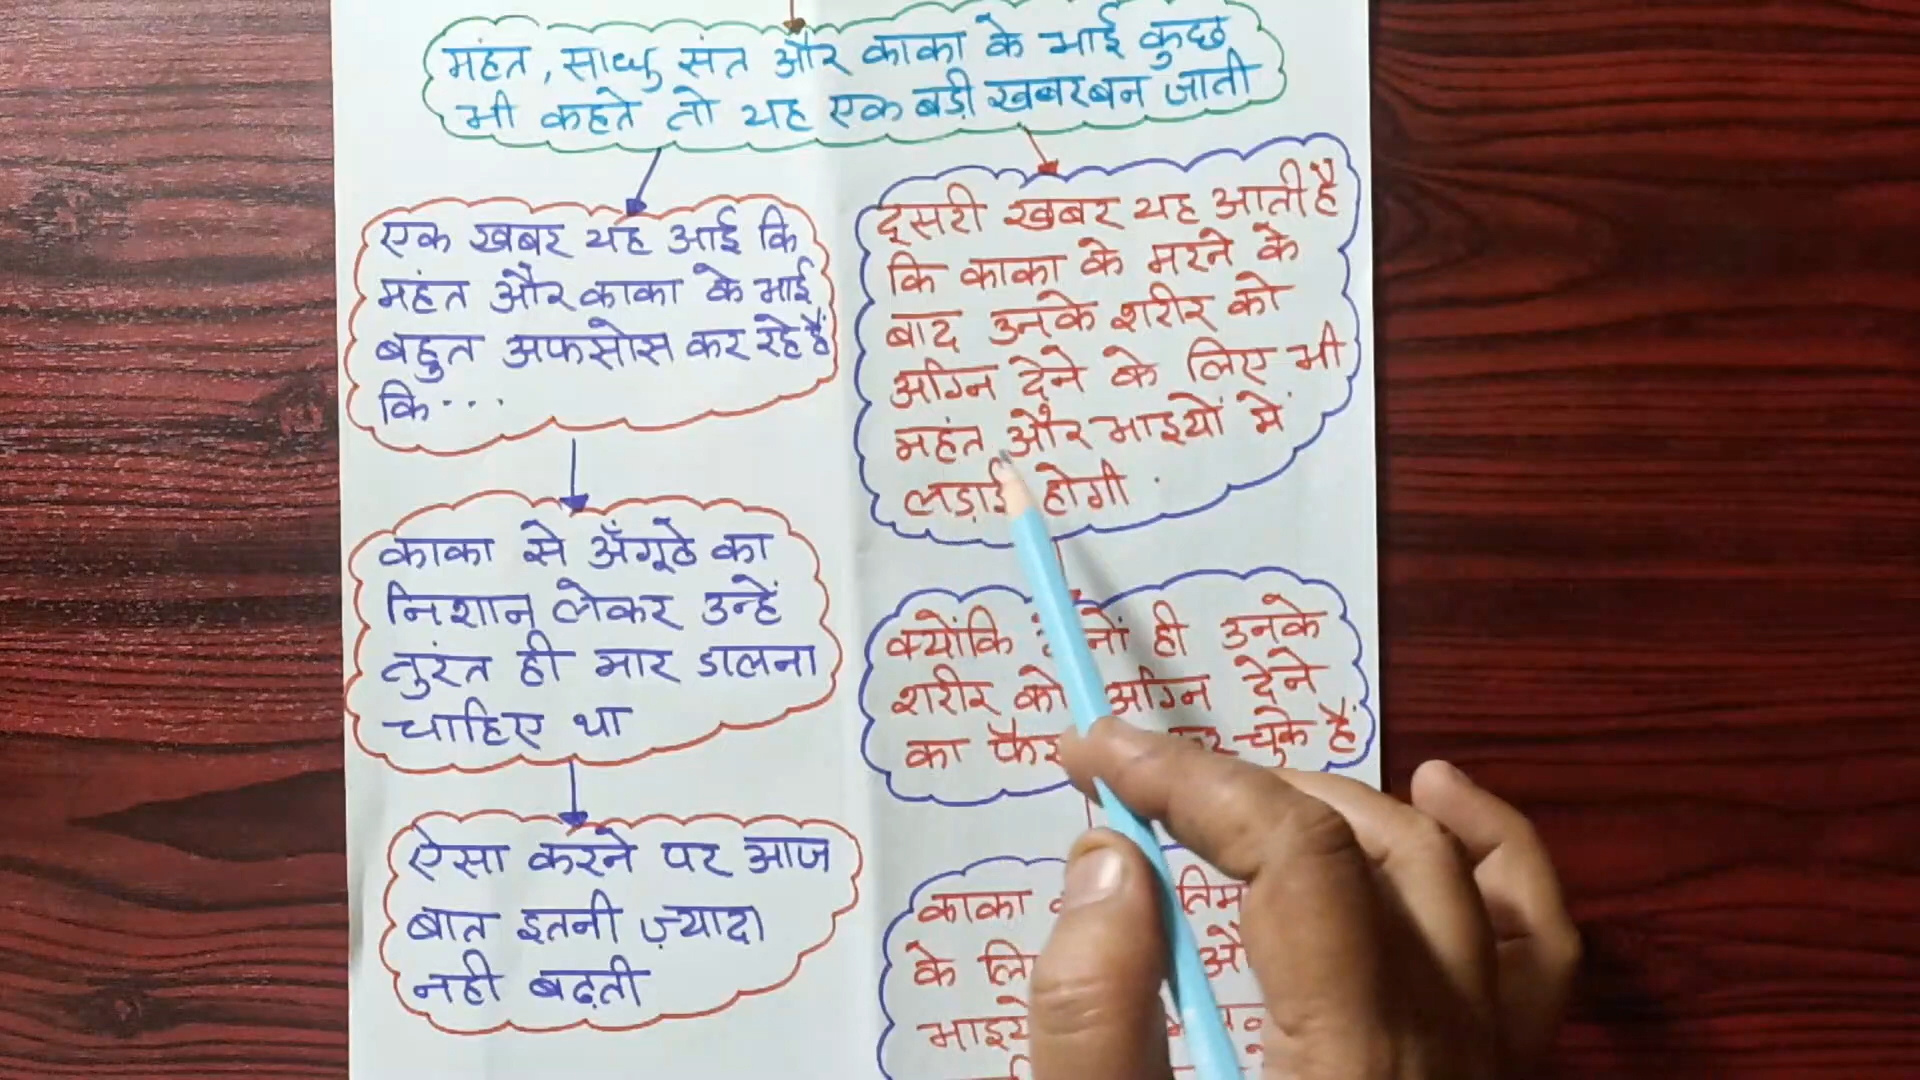 महंत, साधु संत और काका के भाई कुछ
भी कहते तो यह एक बड़ी खबर बन जाती
एक खबर यह आई कि
महंत और काका के भाई
बहुत अफसोस कर रहे हैं
कि...
काका से अँगूठे का
निशान लेकर उन्हें
तुरंत ही मार डालना
चाहिए था
ऐसा करने पर आज
बात इतनी ज़्यादा
नही बढ़ती
दूसरी खबर यह आती है
कि काका के मरने के
बाद उनके शरीर को
अग्नि देने के लिए भी
महंत और भाइयों में
लड़ाई होगी.
क्योंकि ही उनके
शरीर को अग्नि देने
का चुके हैं
काका
के